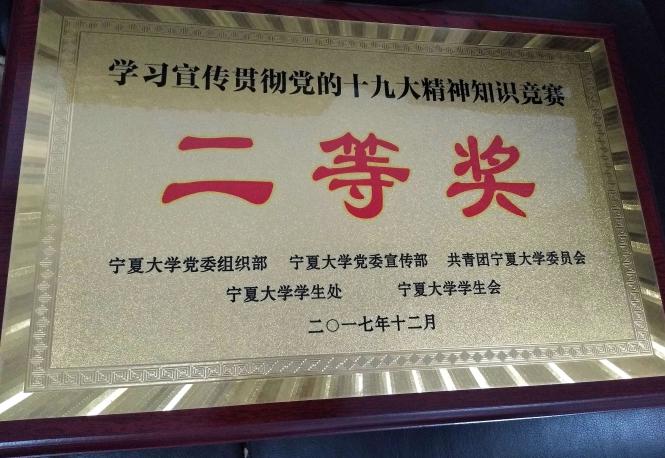 学习宣传贯彻党的十九大精神知识竞赛
二等奖
宁夏大学党委组织部 宁夏大学党委宣传部 共青团宁夏大学委员会
宁夏大学学生处 宁夏大学学生会
二〇一七年十二月